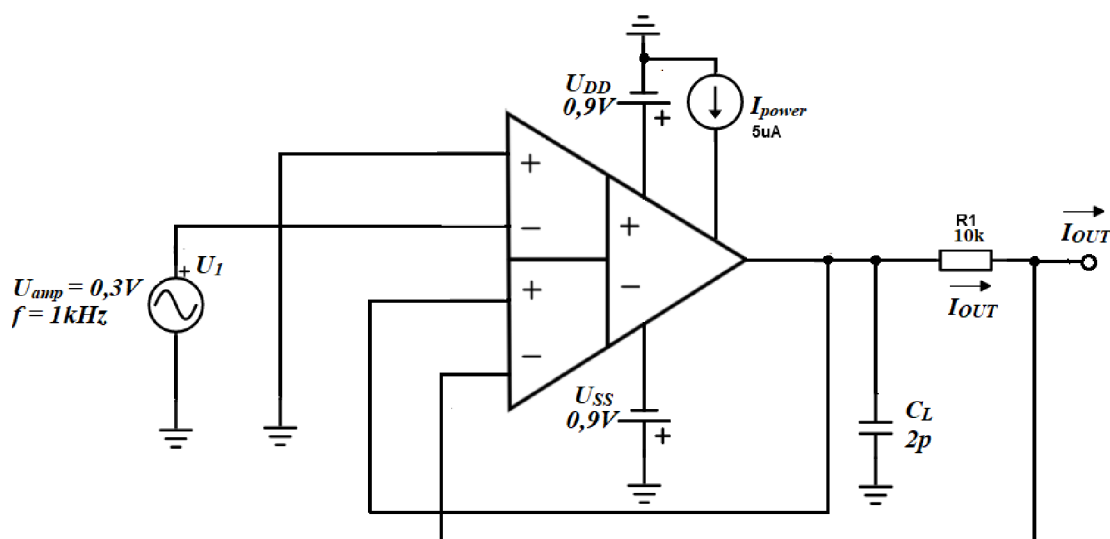 U_DD
0,9V
+
I_power
5uA
+
−
+
−
+
−
+ U_1
U_amp = 0,3V
f = 1kHz
R1
10k
I_OUT
I_OUT
U_SS
0,9V
+
C_L
2p